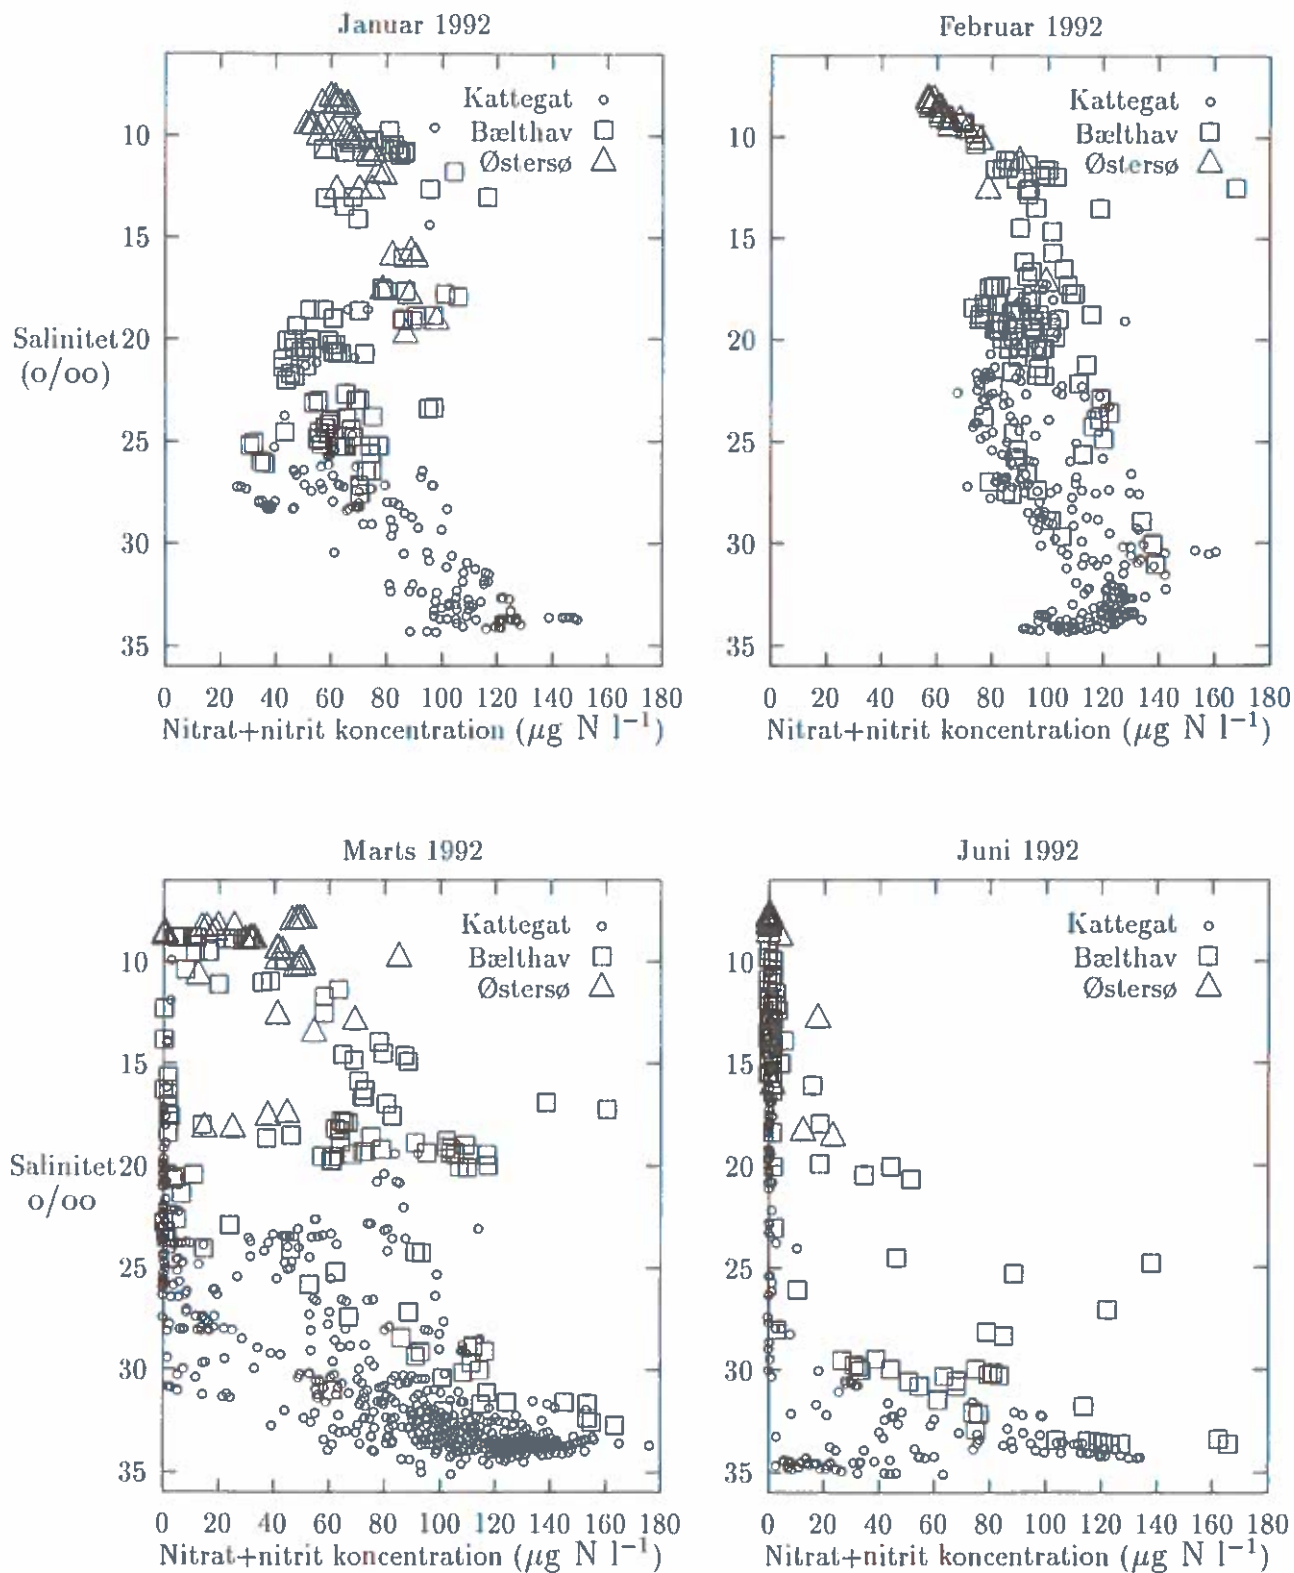 Januar 1992
Kattegat
Bælthav
Østersø
10
15
Salinitet20
(o/oo)
25
30
35
0 20 40 60 80 100 120 140 160 180
Nitrat+nitrit koncentration (µg N l⁻¹)
Februar 1992
Kattegat
Bælthav
Østersø
10
15
20
25
30
35
0 20 40 60 80 100 120 140 160 180
Nitrat+nitrit koncentration (µg N l⁻¹)
Marts 1992
Kattegat
Bælthav
Østersø
10
15
Salinitet20
o/oo
25
30
35
0 20 40 60 80 100 120 140 160 180
Nitrat+nitrit koncentration (µg N l⁻¹)
Juni 1992
Kattegat
Bælthav
Østersø
10
15
20
25
30
35
0 20 40 60 80 100 120 140 160 180
Nitrat+nitrit koncentration (µg N l⁻¹)